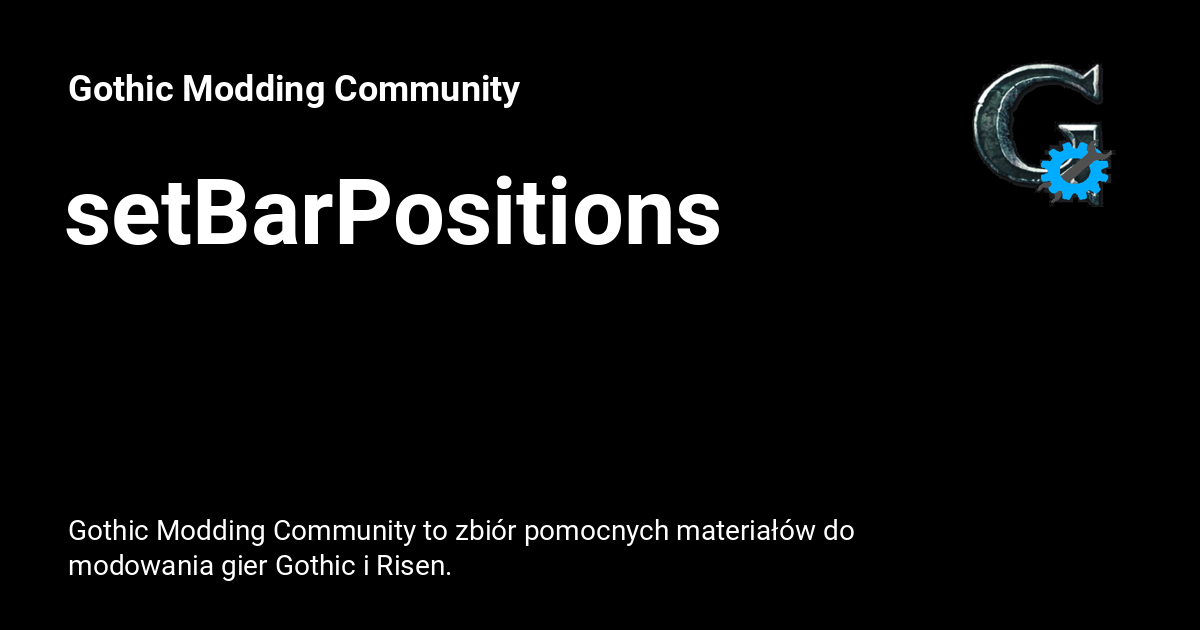 Gothic Modding Community
setBarPositions
Gothic Modding Community to zbiór pomocnych materiałów do
modowania gier Gothic i Risen.